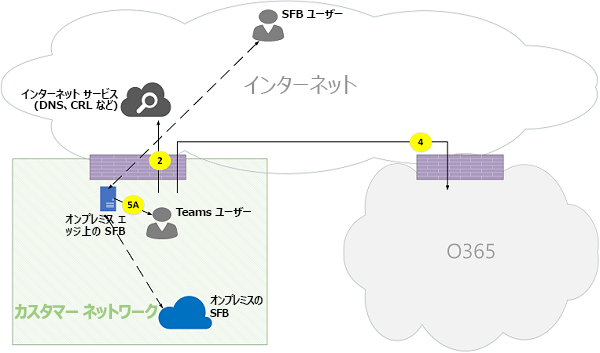 SFB ユーザー
インターネット
インターネット サービス
(DNS、CRL など)
2
4
5A
Teams ユーザー
オンプレミス エ
ッジ上の SFB
O365
オンプレミスの
SFB
カスタマー ネットワーク